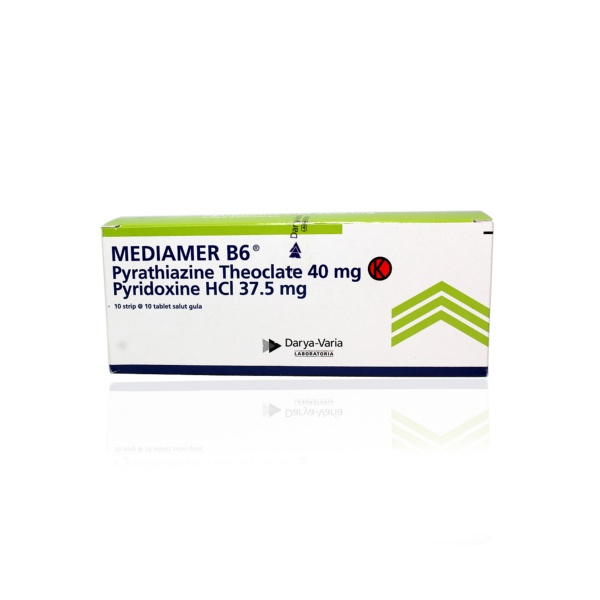 MEDIAMER B6®
Pyrathiazine Theoclate 40 mg
K
Pyridoxine HCl 37.5 mg
10 strip @ 10 tablet salut gula
Darya-Varia
LABORATORIA